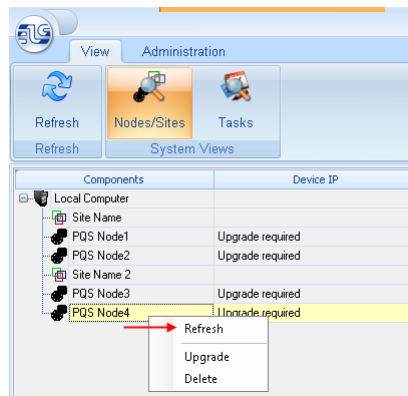 ELS
View Administration
Refresh Nodes/Sites Tasks
Refresh System Views
Components Device IP
Local Computer
Site Name
PQS Node1 Upgrade required
PQS Node2 Upgrade required
Site Name 2
PQS Node3 Upgrade required
PQS Node4 Upgrade required
Refresh
Upgrade
Delete